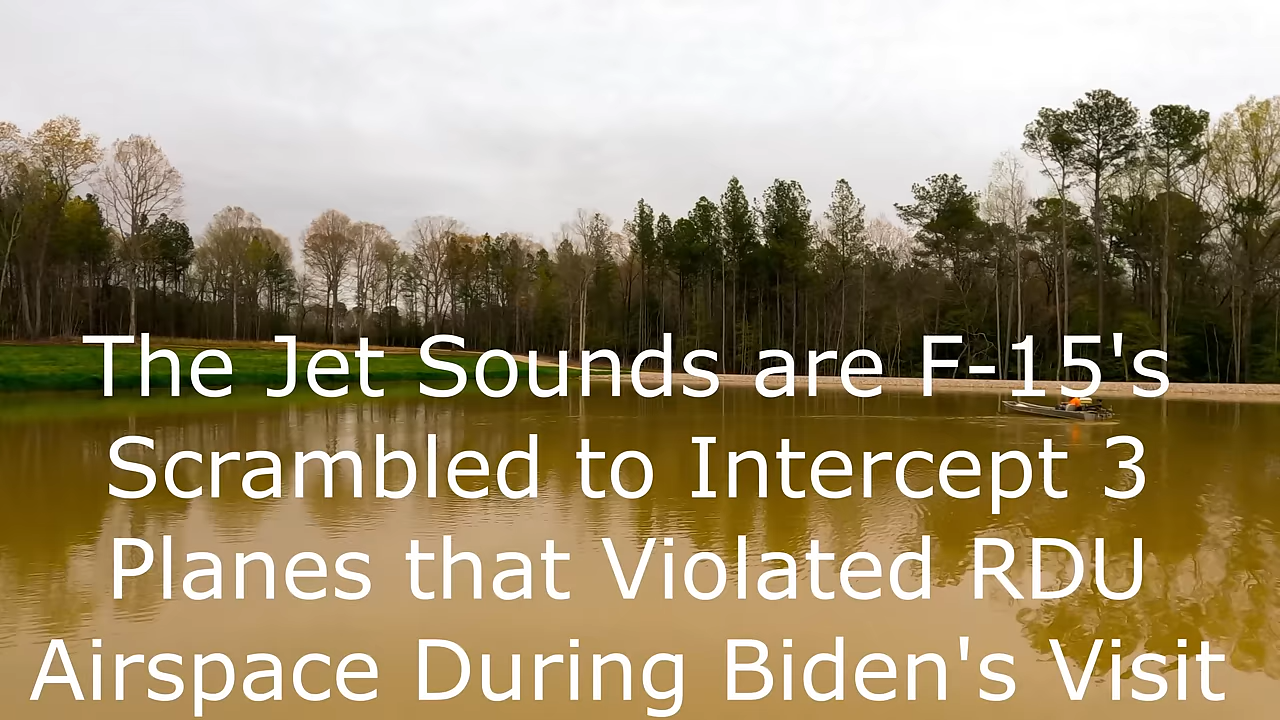 The Jet Sounds are F-15's
Scrambled to Intercept 3
Planes that Violated RDU
Airspace During Biden's Visit